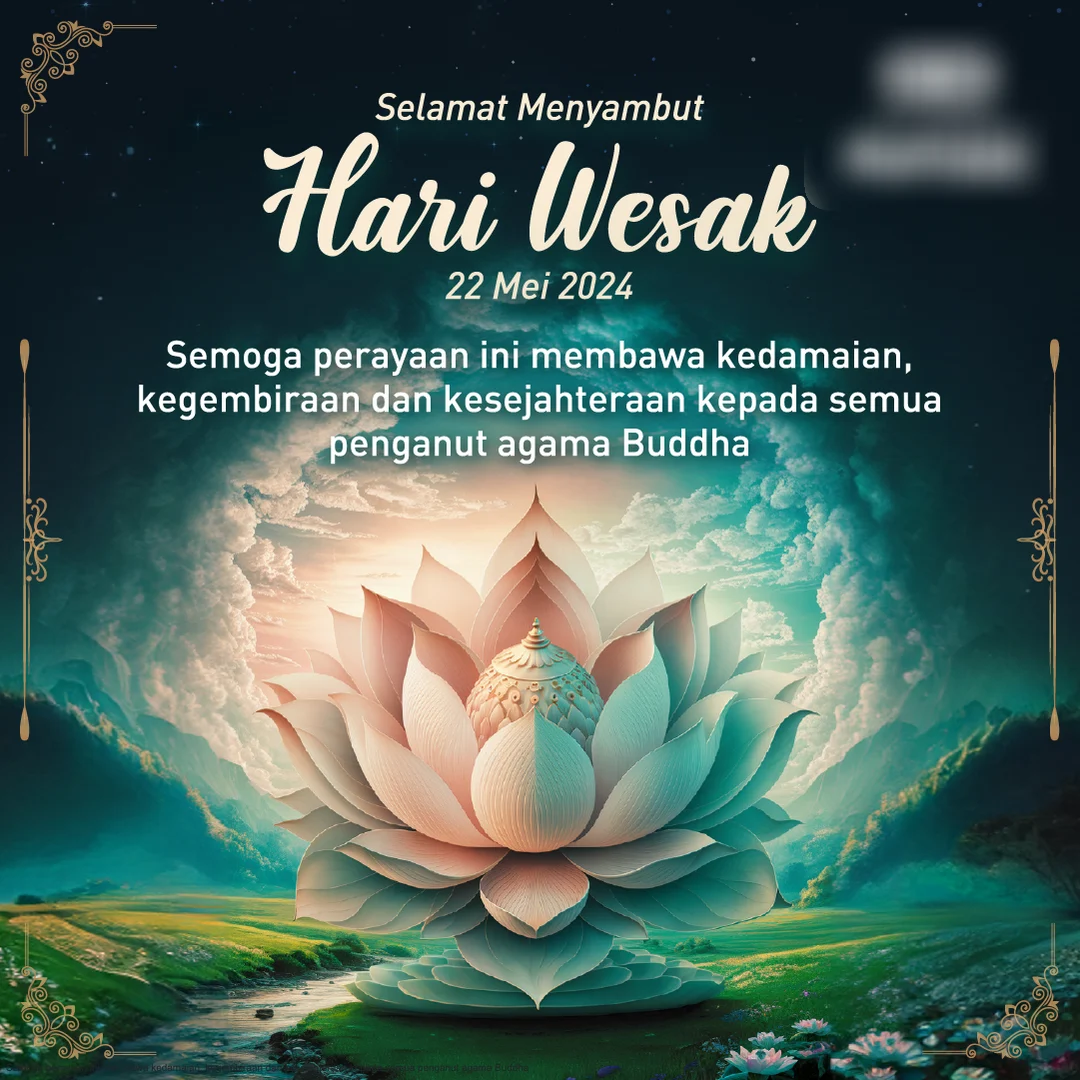 Selamat Menyambut
Hari Wesak
22 Mei 2024
Semoga perayaan ini membawa kedamaian,
kegembiraan dan kesejahteraan kepada semua
penganut agama Buddha